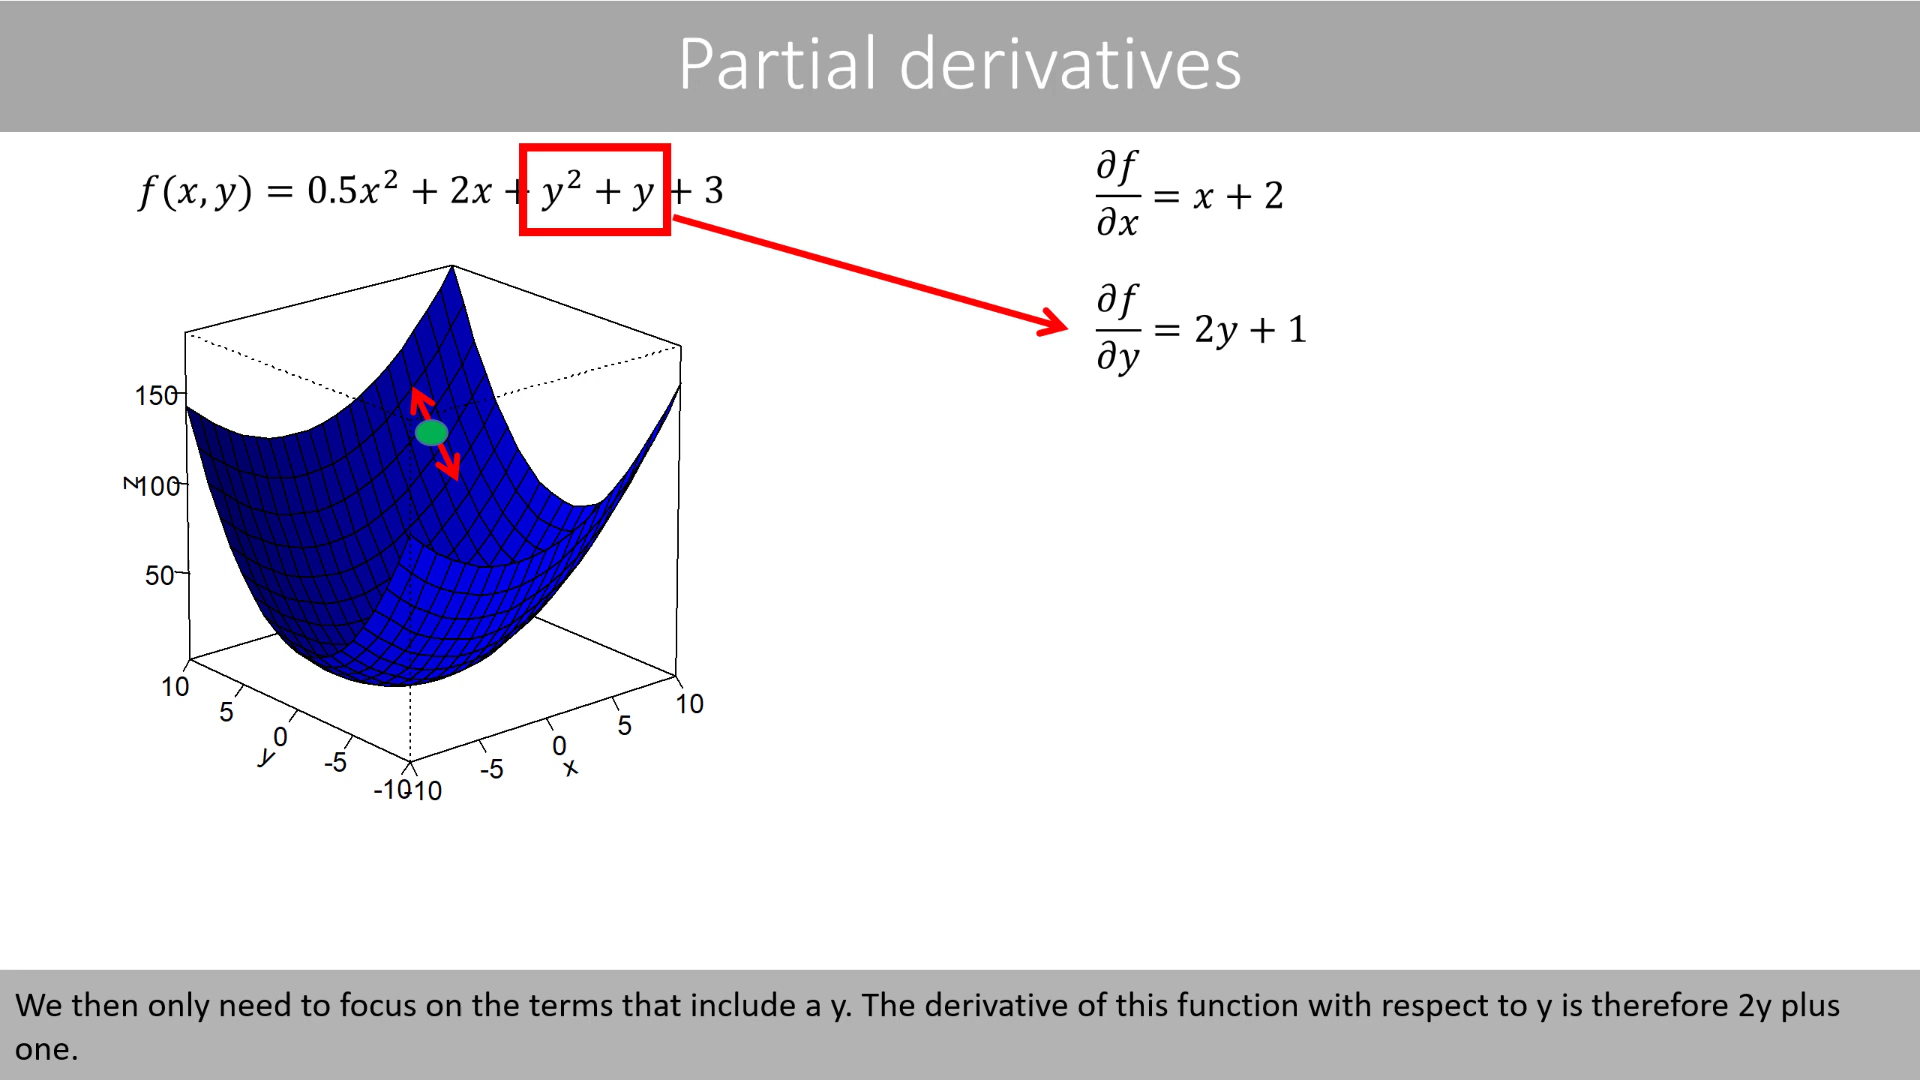 Partial derivatives
f(x, y) = 0.5x² + 2x + y² + y + 3
∂f/∂x = x + 2
∂f/∂y = 2y + 1
150
100
50
z
10
5
0
-5
-10
y
-10
-5
0
5
10
x
We then only need to focus on the terms that include a y. The derivative of this function with respect to y is therefore 2y plus
one.